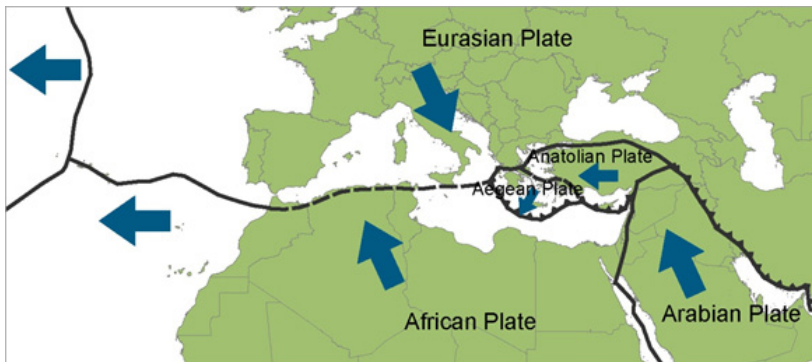 Eurasian Plate
Anatolian Plate
Aegean Plate
African Plate
Arabian Plate